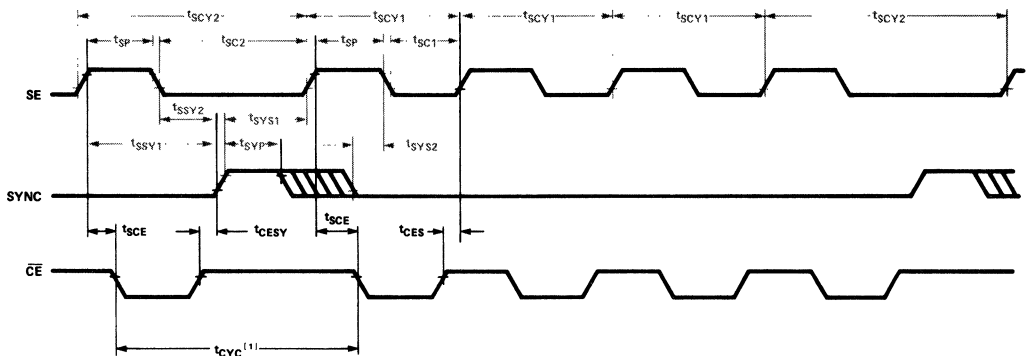 tSCY2 tSCY1 tSCY1 tSCY1 tSCY2
tSP tSC2 tSP tSC1
SE
tSSY2 tSYS1
tSSY1 tSYP tSYS2
SYNC
tSCE tCESY tSCE tCES
CE
tCYC[1]